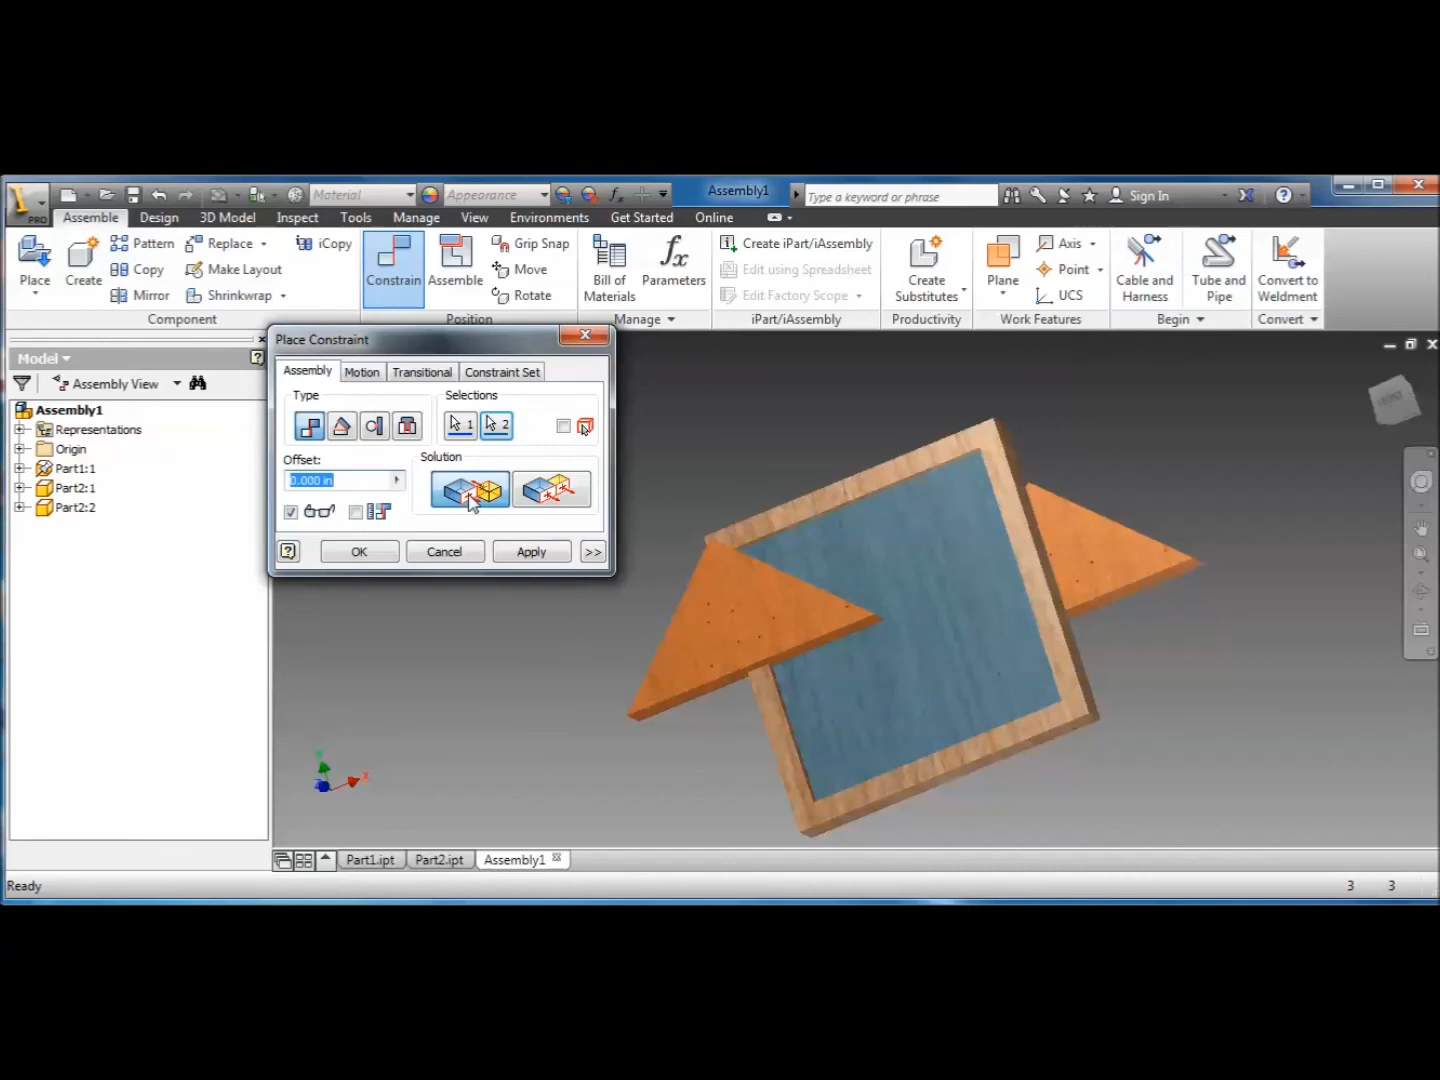 PRO
Material
Appearance
Assembly1
Type a keyword or phrase
Sign In
Assemble Design 3D Model Inspect Tools Manage View Environments Get Started Online
Place
Create
Pattern
Copy
Mirror
Replace
Make Layout
Shrinkwrap
iCopy
Constrain
Assemble
Grip Snap
Move
Rotate
Bill of
Materials
Parameters
Create iPart/iAssembly
Edit using Spreadsheet
Edit Factory Scope
Create
Substitutes
Plane
Axis
Point
UCS
Cable and
Harness
Tube and
Pipe
Convert to
Weldment
Component Position Manage iPart/iAssembly Productivity Work Features Begin Convert
Model
Assembly View
Assembly1
Representations
Origin
Part1:1
Part2:1
Part2:2
Place Constraint
Assembly Motion Transitional Constraint Set
Type
Selections
1 2
Offset:
0.000 in
Solution
OK Cancel Apply >>
FRONT
Y
X
Part1.ipt Part2.ipt Assembly1
Ready 3 3